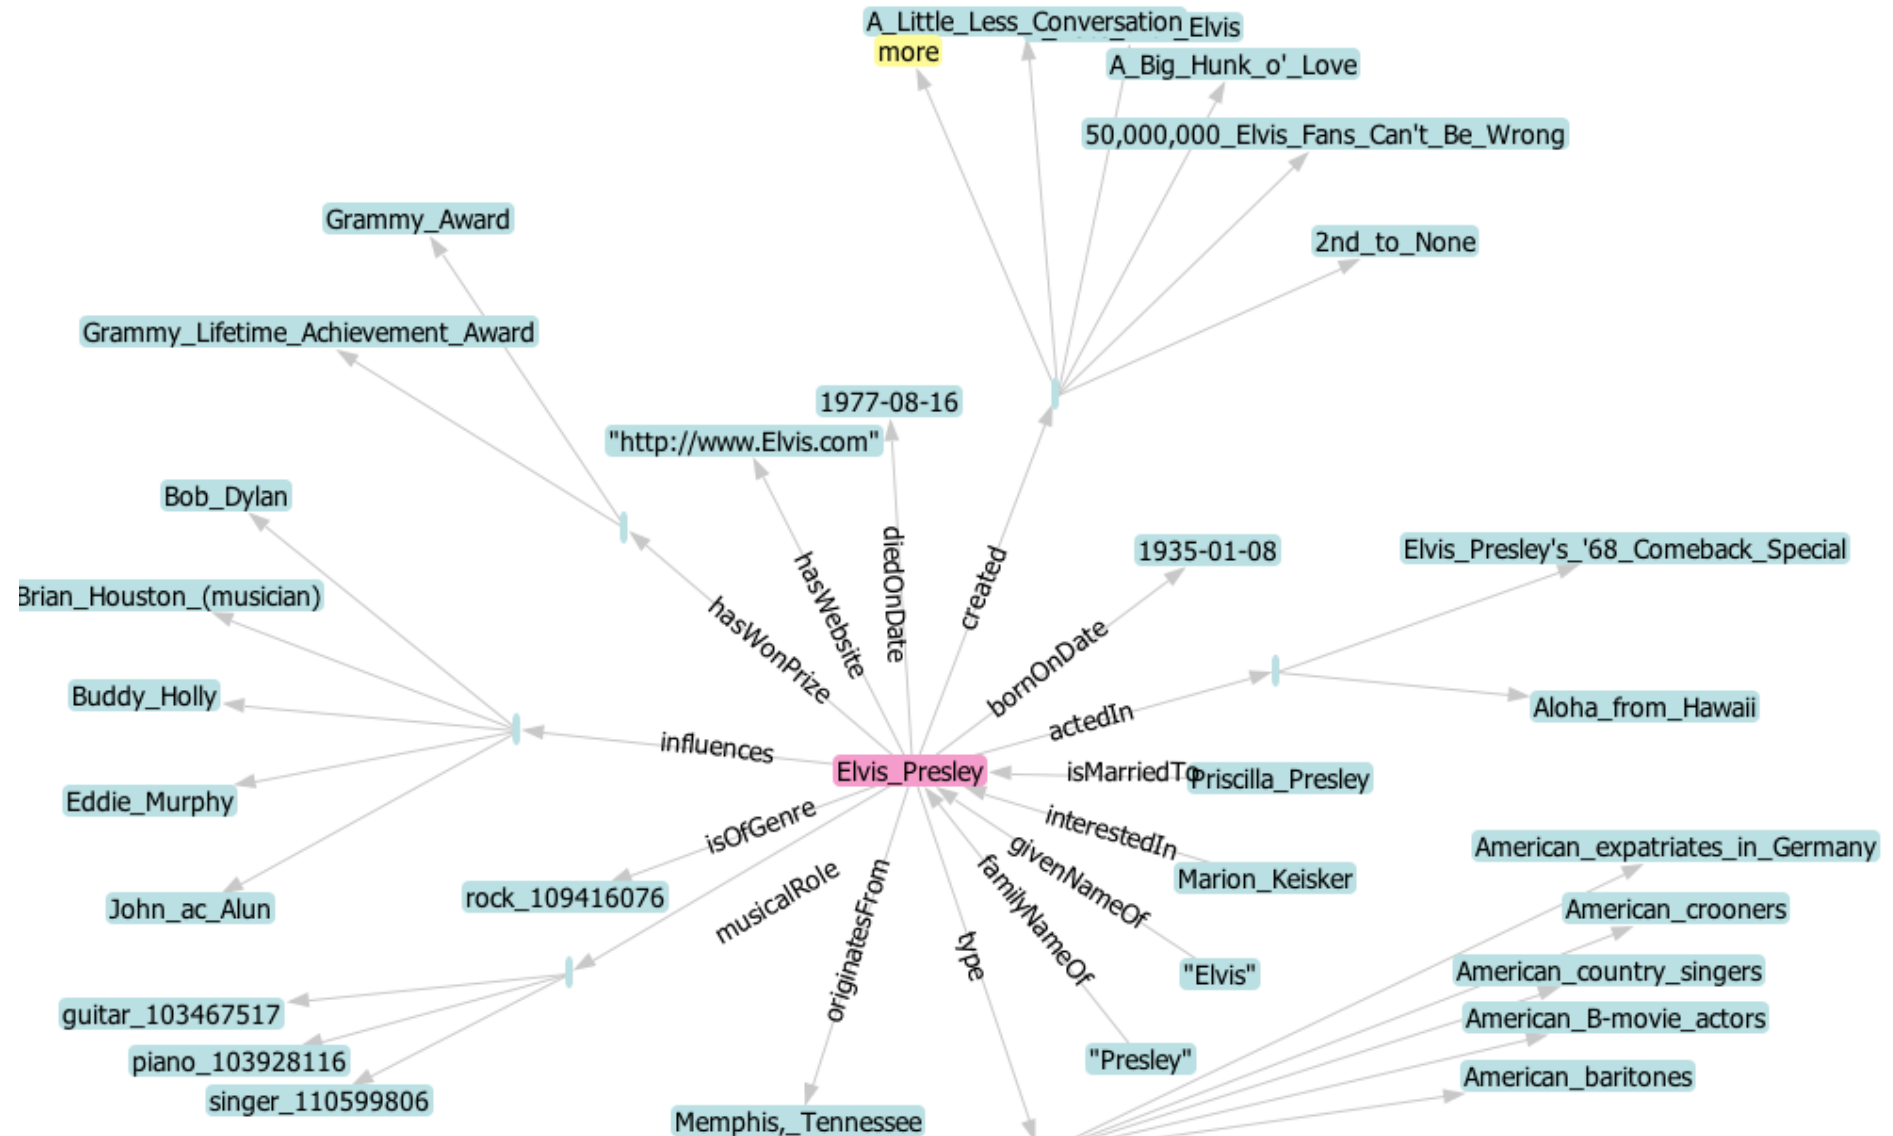 A_Little_Less_Conversation
_Elvis
more
A_Big_Hunk_o'_Love
50,000,000_Elvis_Fans_Can't_Be_Wrong
Grammy_Award
2nd_to_None
Grammy_Lifetime_Achievement_Award
1977-08-16
"http://www.Elvis.com"
Bob_Dylan
diedOnDate
hasWebsite
created
1935-01-08
Elvis_Presley's_'68_Comeback_Special
Brian_Houston_(musician)
hasWonPrize
bornOnDate
Buddy_Holly
actedIn
Aloha_from_Hawaii
influences
Elvis_Presley
isMarriedTo
Priscilla_Presley
Eddie_Murphy
isOfGenre
interestedIn
American_expatriates_in_Germany
givenNameOf
Marion_Keisker
rock_109416076
musicalRole
familyNameOf
John_ac_Alun
American_crooners
originatesFrom
type
"Elvis"
American_country_singers
guitar_103467517
American_B-movie_actors
piano_103928116
"Presley"
American_baritones
singer_110599806
Memphis,_Tennessee